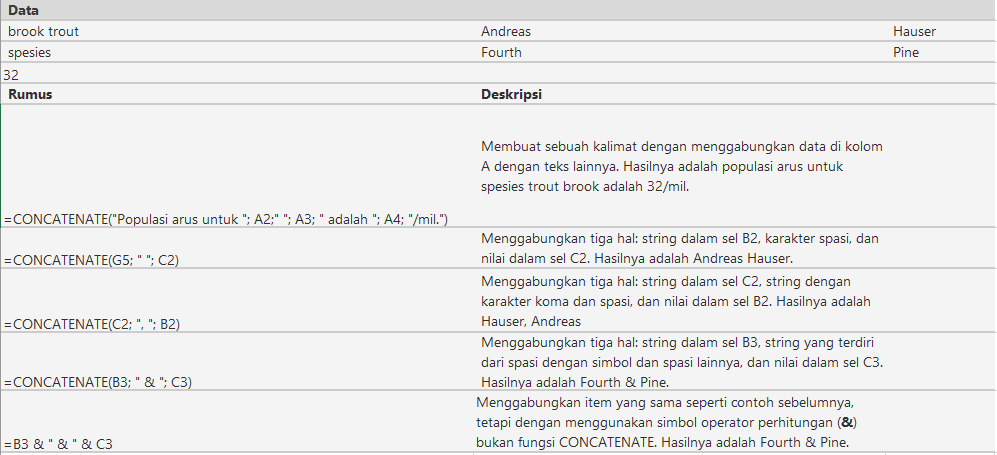 Data
brook trout Andreas Hauser
spesies Fourth Pine
32
Rumus Deskripsi
Membuat sebuah kalimat dengan menggabungkan data di kolom
A dengan teks lainnya. Hasilnya adalah populasi arus untuk
spesies trout brook adalah 32/mil.
=CONCATENATE("Populasi arus untuk "; A2;" "; A3; " adalah "; A4; "/mil.")
Menggabungkan tiga hal: string dalam sel B2, karakter spasi, dan
nilai dalam sel C2. Hasilnya adalah Andreas Hauser.
=CONCATENATE(G5; " "; C2)
Menggabungkan tiga hal: string dalam sel C2, string dengan
karakter koma dan spasi, dan nilai dalam sel B2. Hasilnya adalah
Hauser, Andreas
=CONCATENATE(C2; ", "; B2)
Menggabungkan tiga hal: string dalam sel B3, string yang terdiri
dari spasi dengan simbol dan spasi lainnya, dan nilai dalam sel C3.
Hasilnya adalah Fourth & Pine.
=CONCATENATE(B3; " & "; C3)
Menggabungkan item yang sama seperti contoh sebelumnya,
tetapi dengan menggunakan simbol operator perhitungan (&)
bukan fungsi CONCATENATE. Hasilnya adalah Fourth & Pine.
=B3 & " & " & C3